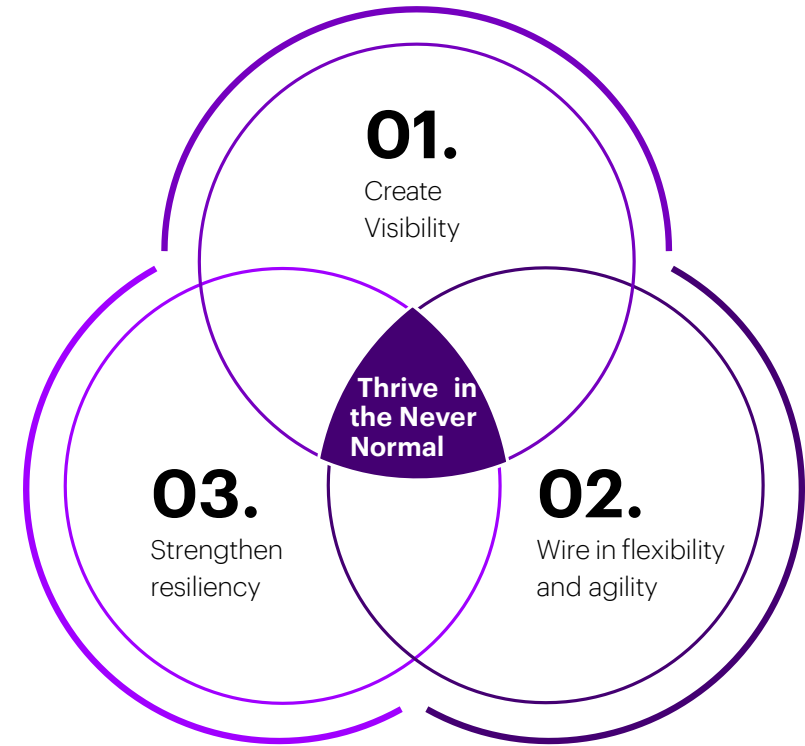 01.
Create
Visibility
Thrive in
the Never
Normal
03.
Strengthen
resiliency
02.
Wire in flexibility
and agility